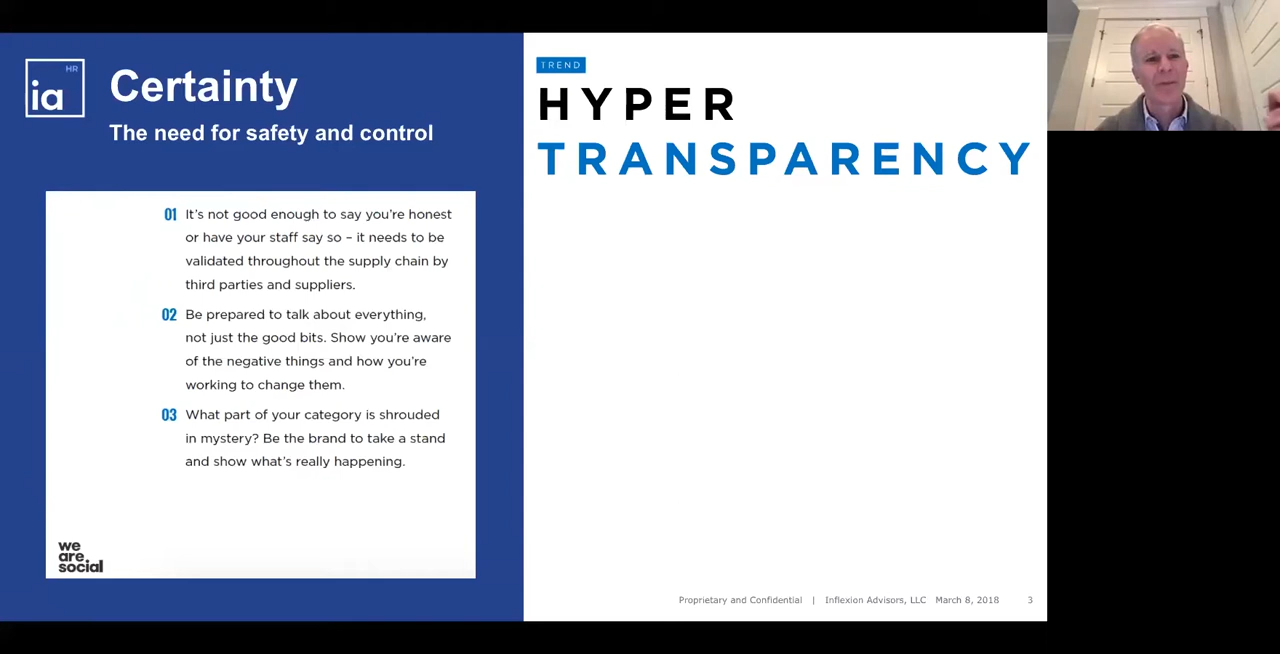 HR
ia
Certainty
The need for safety and control
01 It's not good enough to say you're honest
or have your staff say so – it needs to be
validated throughout the supply chain by
third parties and suppliers.
02 Be prepared to talk about everything,
not just the good bits. Show you're aware
of the negative things and how you're
working to change them.
03 What part of your category is shrouded
in mystery? Be the brand to take a stand
and show what's really happening.
we
are
social
TREND
HYPER
TRANSPARENCY
Proprietary and Confidential | Inflexion Advisors, LLC March 8, 2018 3